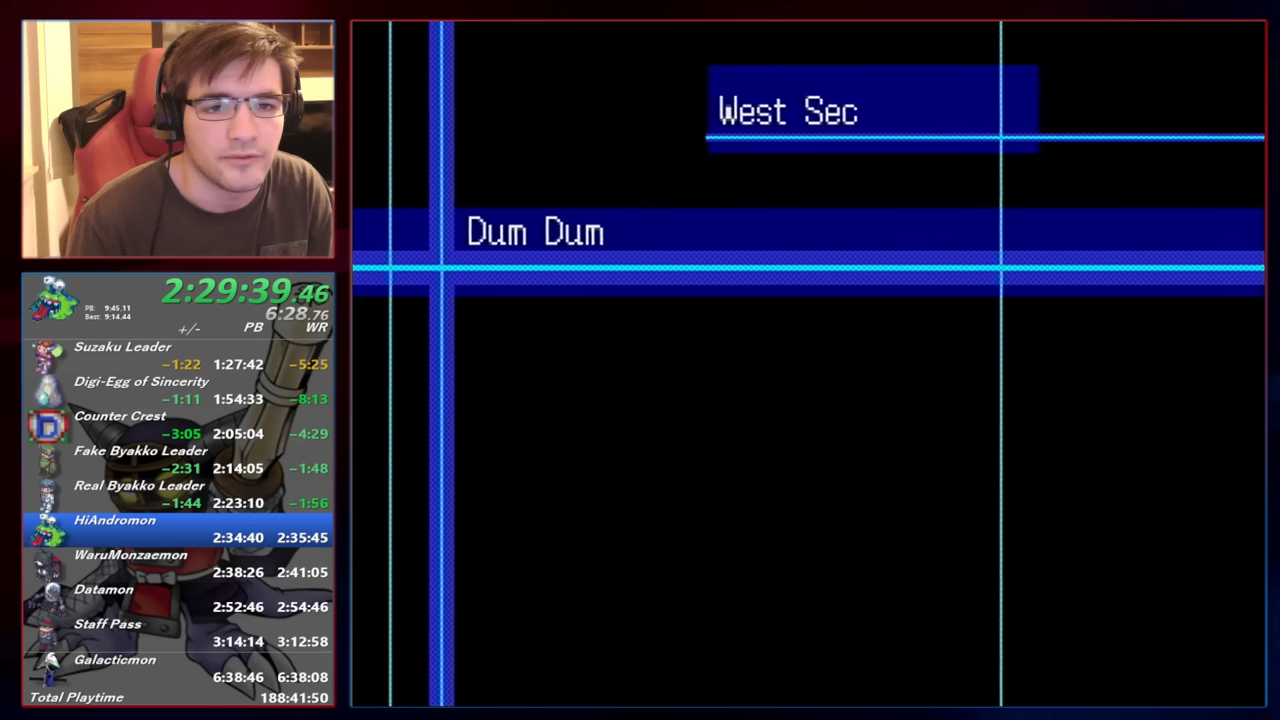 West Sec
Dum Dum
2:29:39.46
PB: 9:45.11
Best: 9:14.44
6:28.76
+/- PB WR
Suzaku Leader
-1:22 1:27:42 -5:25
Digi-Egg of Sincerity
-1:11 1:54:33 -8:13
Counter Crest
-3:05 2:05:04 -4:29
Fake Byakko Leader
-2:31 2:14:05 -1:48
Real Byakko Leader
-1:44 2:23:10 -1:56
HiAndromon
2:34:40 2:35:45
WaruMonzaemon
2:38:26 2:41:05
Datamon
2:52:46 2:54:46
Staff Pass
3:14:14 3:12:58
Galacticmon
6:38:46 6:38:08
Total Playtime 188:41:50